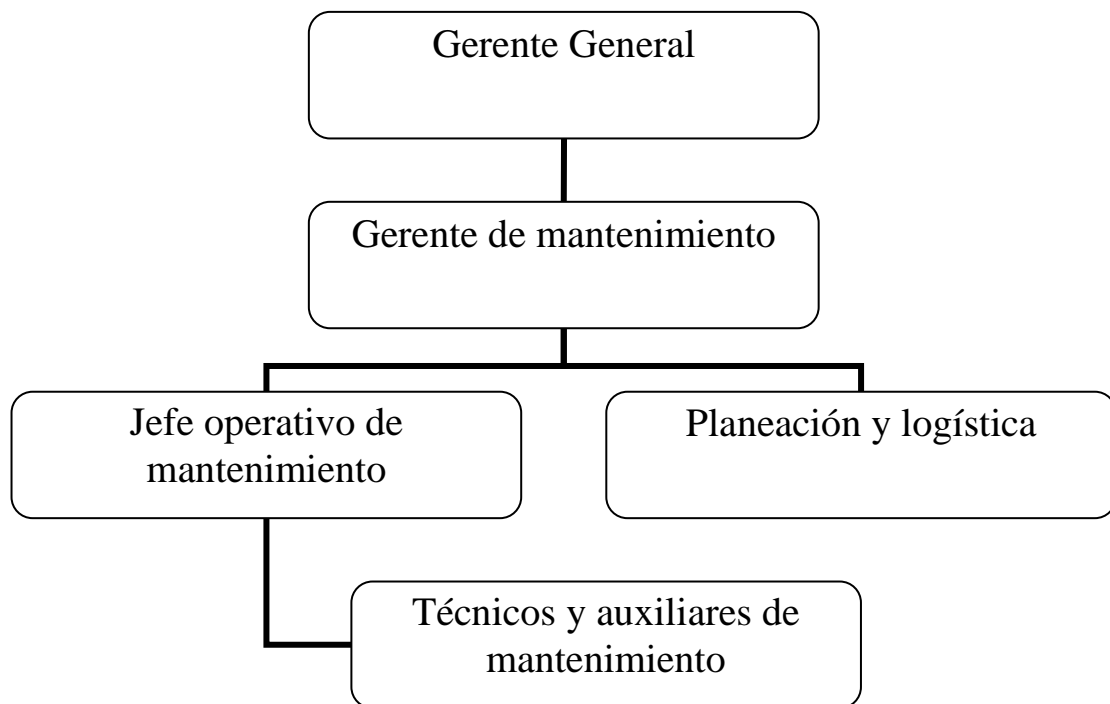 Gerente General
Gerente de mantenimiento
Jefe operativo de
mantenimiento
Planeación y logística
Técnicos y auxiliares de
mantenimiento